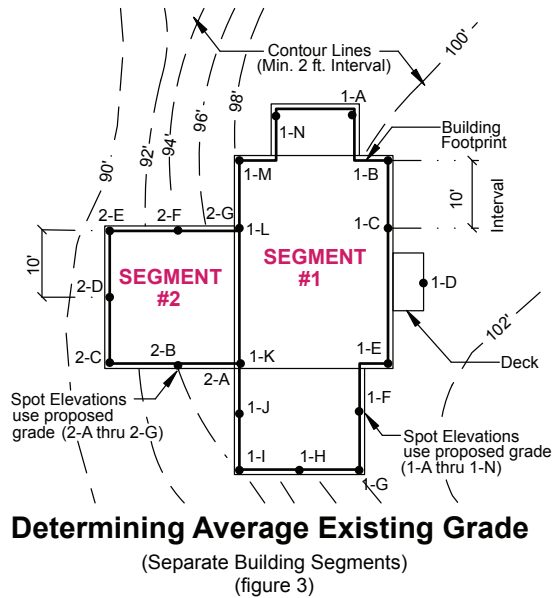 Contour Lines
(Min. 2 ft. Interval)
100'
98'
96'
94'
92'
90'
1-A
1-N
Building
Footprint
1-M
1-B
10'
Interval
2-E
2-F
2-G
1-L
1-C
10'
SEGMENT
#2
SEGMENT
#1
2-D
1-D
102'
2-C
2-B
2-A
1-K
1-E
Deck
Spot Elevations
use proposed
grade (2-A thru 2-G)
1-J
1-F
Spot Elevations
use proposed grade
(1-A thru 1-N)
1-I
1-H
1-G
Determining Average Existing Grade
(Separate Building Segments)
(figure 3)